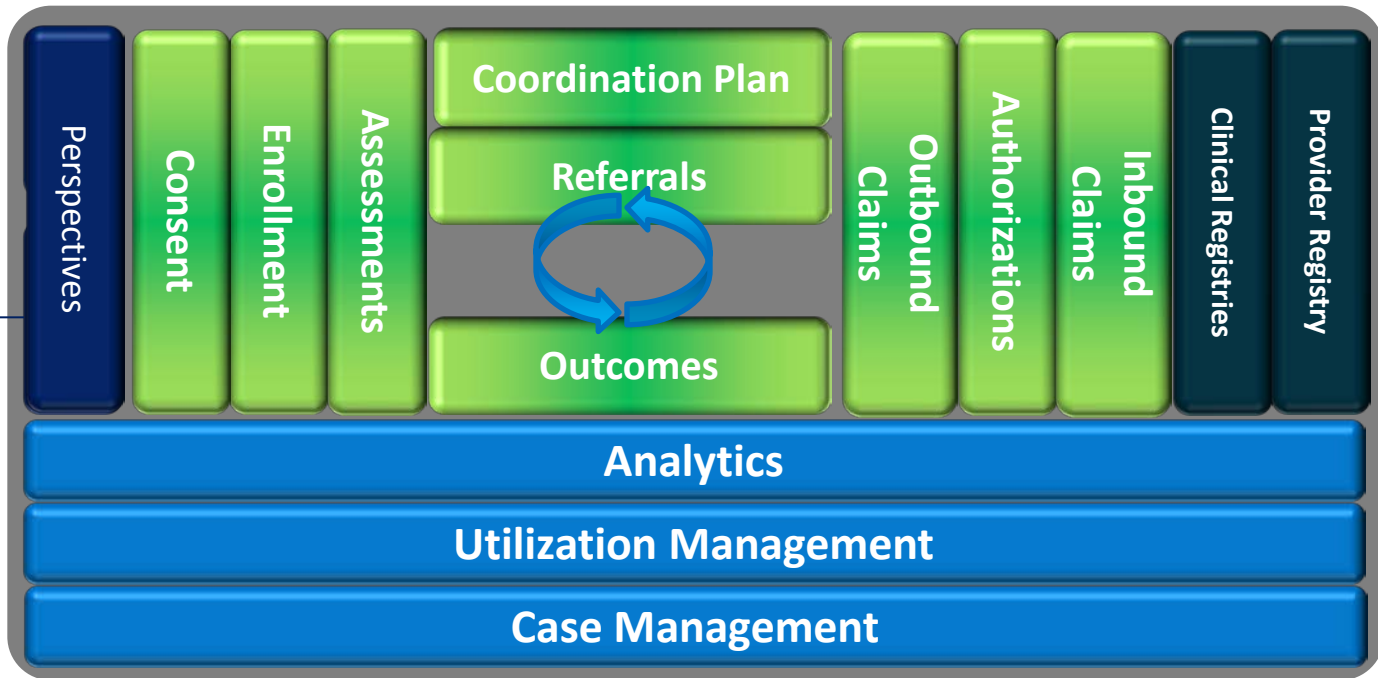 Perspectives
Consent
Enrollment
Assessments
Coordination Plan
Referrals
Outcomes
Outbound
Claims
Authorizations
Inbound
Claims
Clinical Registries
Provider Registry
Analytics
Utilization Management
Case Management